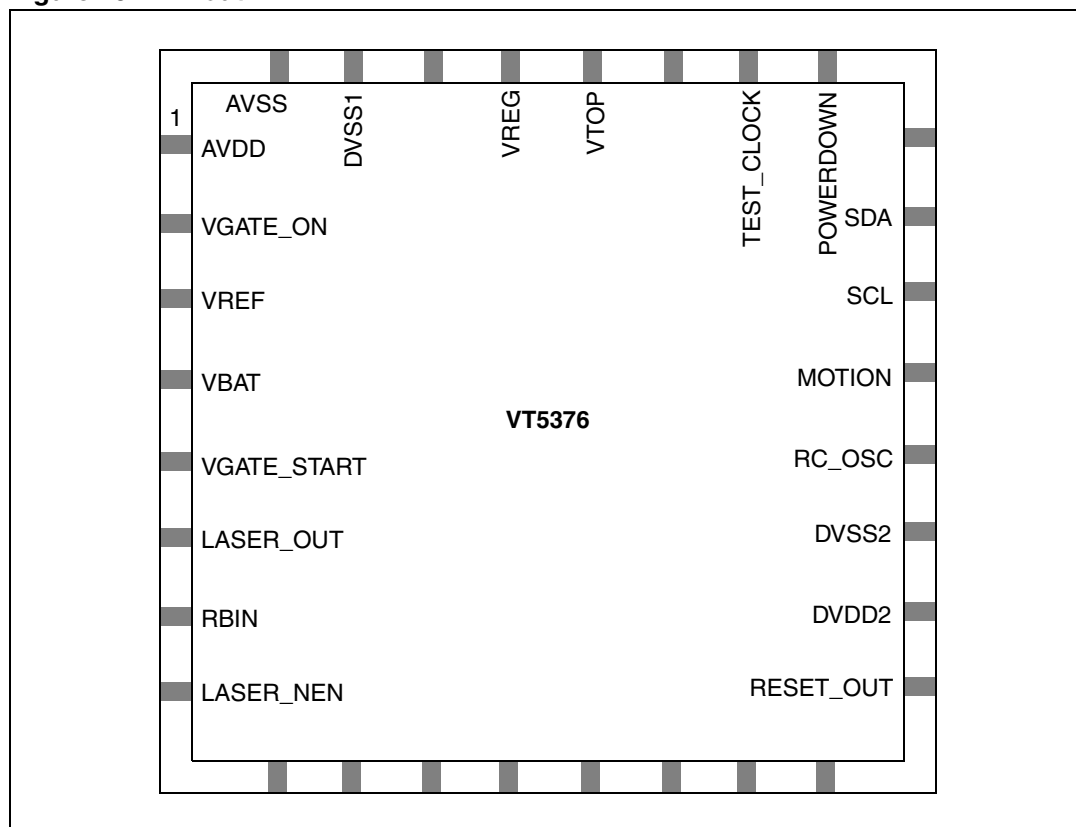 1
AVSS
DVSS1
VREG
VTOP
TEST_CLOCK
POWERDOWN
AVDD
VGATE_ON
VREF
VBAT
VGATE_START
LASER_OUT
RBIN
LASER_NEN
VT5376
SDA
SCL
MOTION
RC_OSC
DVSS2
DVDD2
RESET_OUT